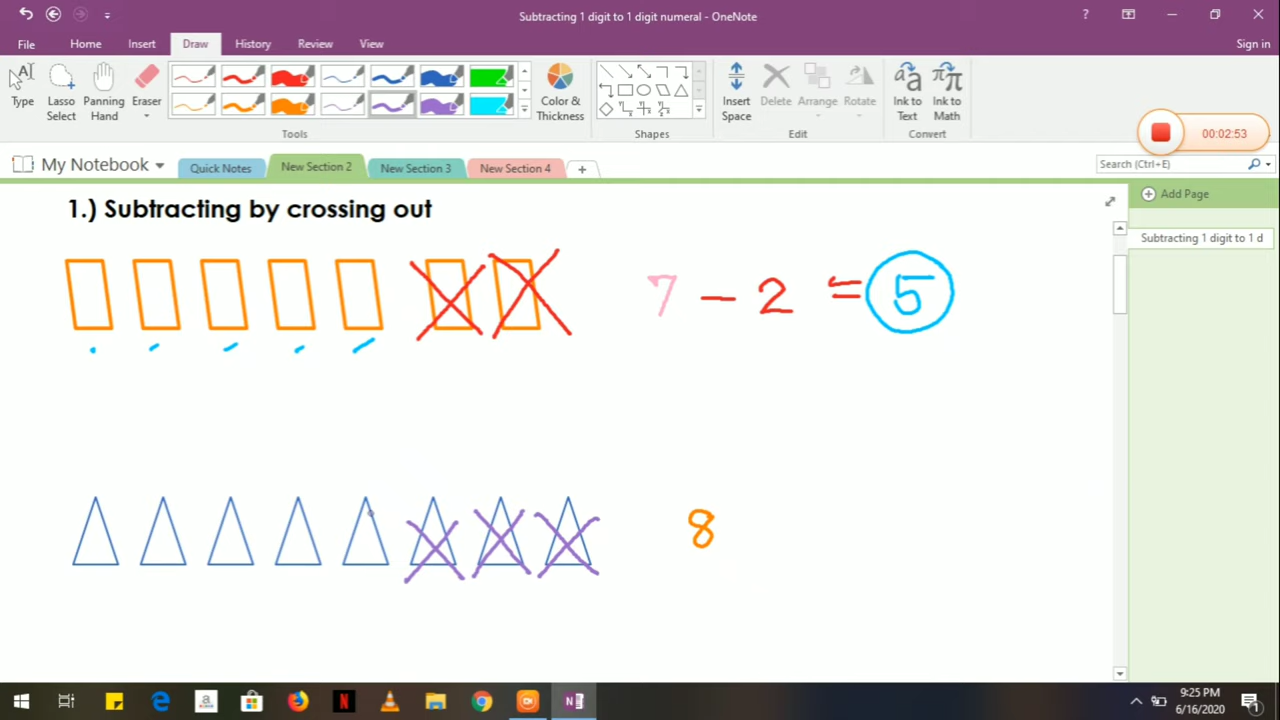 Subtracting 1 digit to 1 digit numeral - OneNote
?
File Home Insert Draw History Review View
Sign in
Type
Lasso Select
Panning Hand
Eraser
Color & Thickness
Insert Space
Delete
Arrange
Rotate
Ink to Text
Ink to Math
Tools
Shapes
Edit
Convert
00:02:53
My Notebook
Quick Notes
New Section 2
New Section 3
New Section 4
Search (Ctrl+E)
Add Page
Subtracting 1 digit to 1 d
1.) Subtracting by crossing out
7 - 2 = 5
8
9:25 PM
6/16/2020